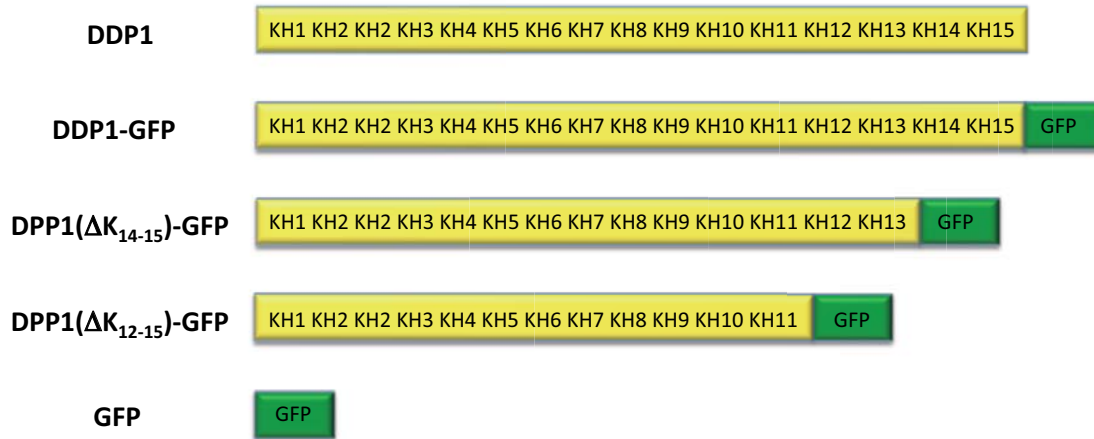 DDP1
KH1 KH2 KH2 KH3 KH4 KH5 KH6 KH7 KH8 KH9 KH10 KH11 KH12 KH13 KH14 KH15
DDP1-GFP
KH1 KH2 KH2 KH3 KH4 KH5 KH6 KH7 KH8 KH9 KH10 KH11 KH12 KH13 KH14 KH15 GFP
DPP1(ΔK14-15)-GFP
KH1 KH2 KH2 KH3 KH4 KH5 KH6 KH7 KH8 KH9 KH10 KH11 KH12 KH13 GFP
DPP1(ΔK12-15)-GFP
KH1 KH2 KH2 KH3 KH4 KH5 KH6 KH7 KH8 KH9 KH10 KH11 GFP
GFP
GFP